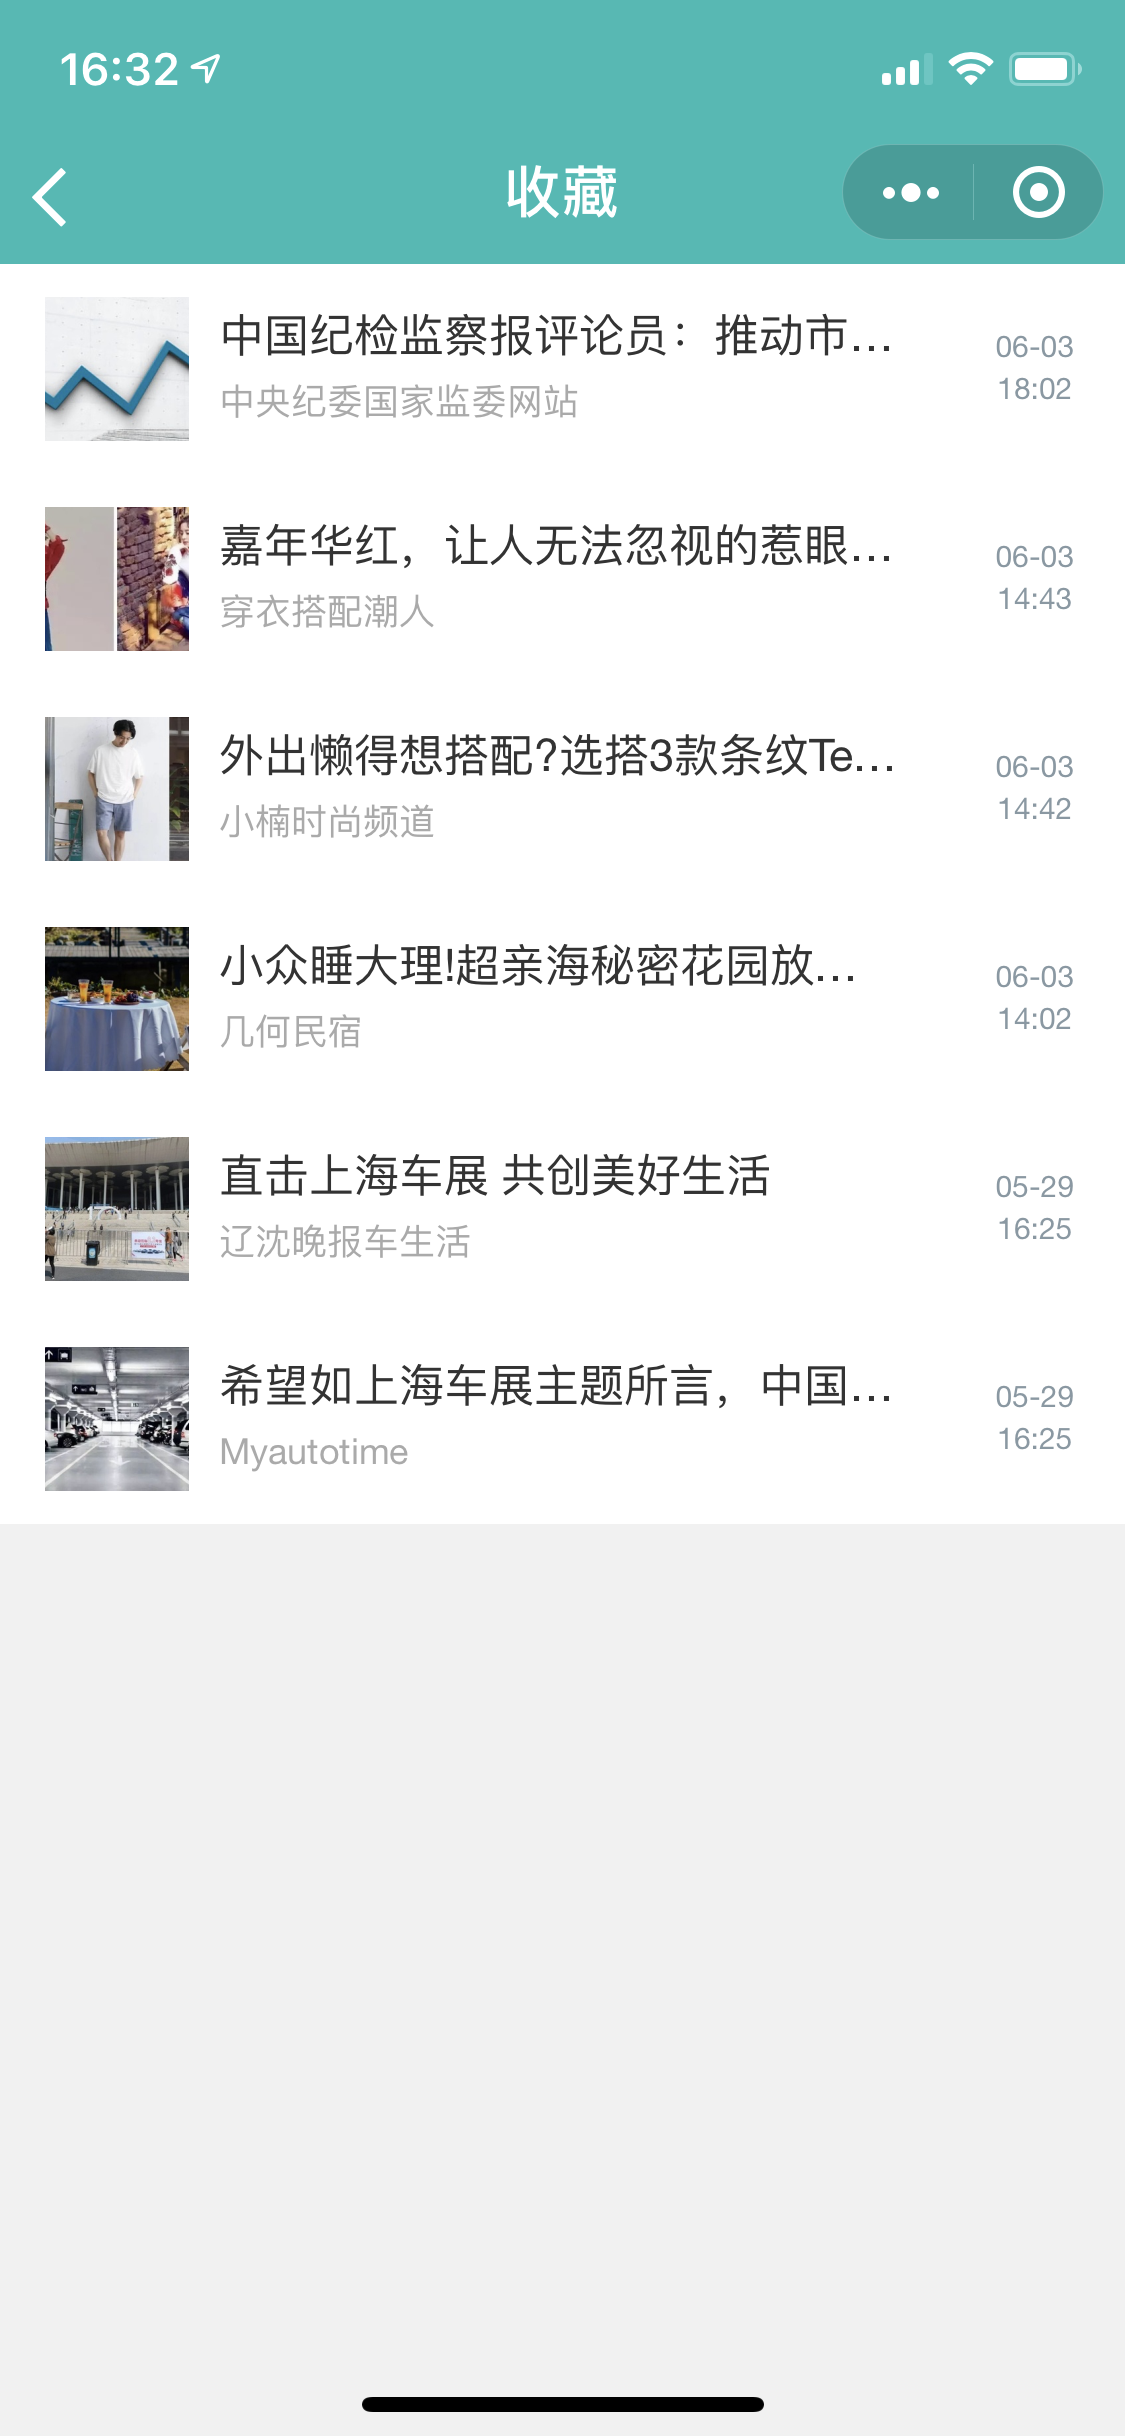 16:32
收藏
中国纪检监察报评论员：推动市...
中央纪委国家监委网站
06-03
18:02
嘉年华红，让人无法忽视的惹眼...
穿衣搭配潮人
06-03
14:43
外出懒得想搭配?选搭3款条纹Te...
小楠时尚频道
06-03
14:42
小众睡大理!超亲海秘密花园放...
几何民宿
06-03
14:02
直击上海车展 共创美好生活
辽沈晚报车生活
05-29
16:25
希望如上海车展主题所言，中国...
Myautotime
05-29
16:25